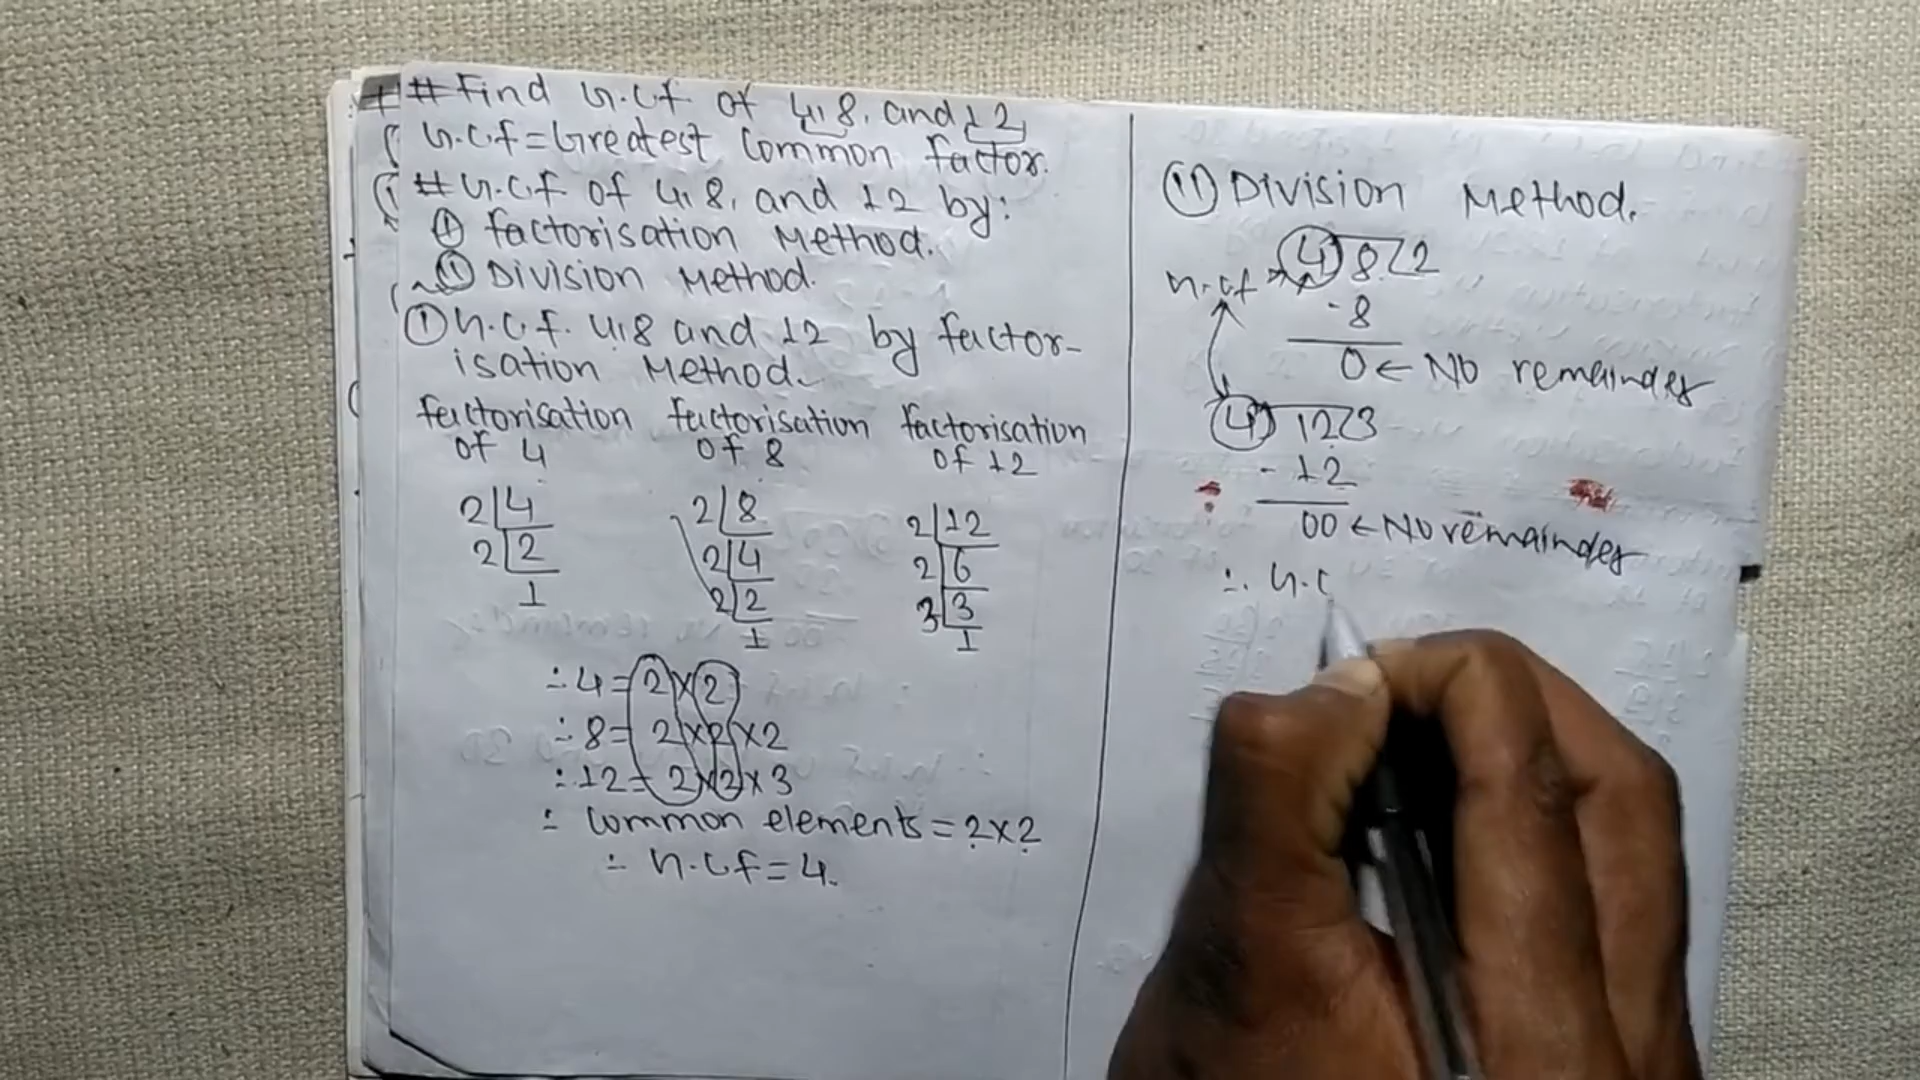 # Find G.C.F of 4, 8, and 12
G.C.F = Greatest Common Factor.
# G.C.F of 4, 8, and 12 by:
(i) factorisation Method.
(ii) Division Method.
(i) G.C.F. 4, 8 and 12 by factor-
isation Method.
factorisation of 4
2|4
2|2
1
factorisation of 8
2|8
2|4
2|2
1
factorisation of 12
2|12
2|6
3|3
1
∴ 4 = 2×2
∴ 8 = 2×2×2
∴ 12 = 2×2×3
∴ Common elements = 2×2
∴ G.C.F = 4.
(ii) Division Method.
4) 8 (2
G.C.F
- 8
0 ← No remainder
4) 12 (3
- 12
00 ← No remainder
∴ G.C